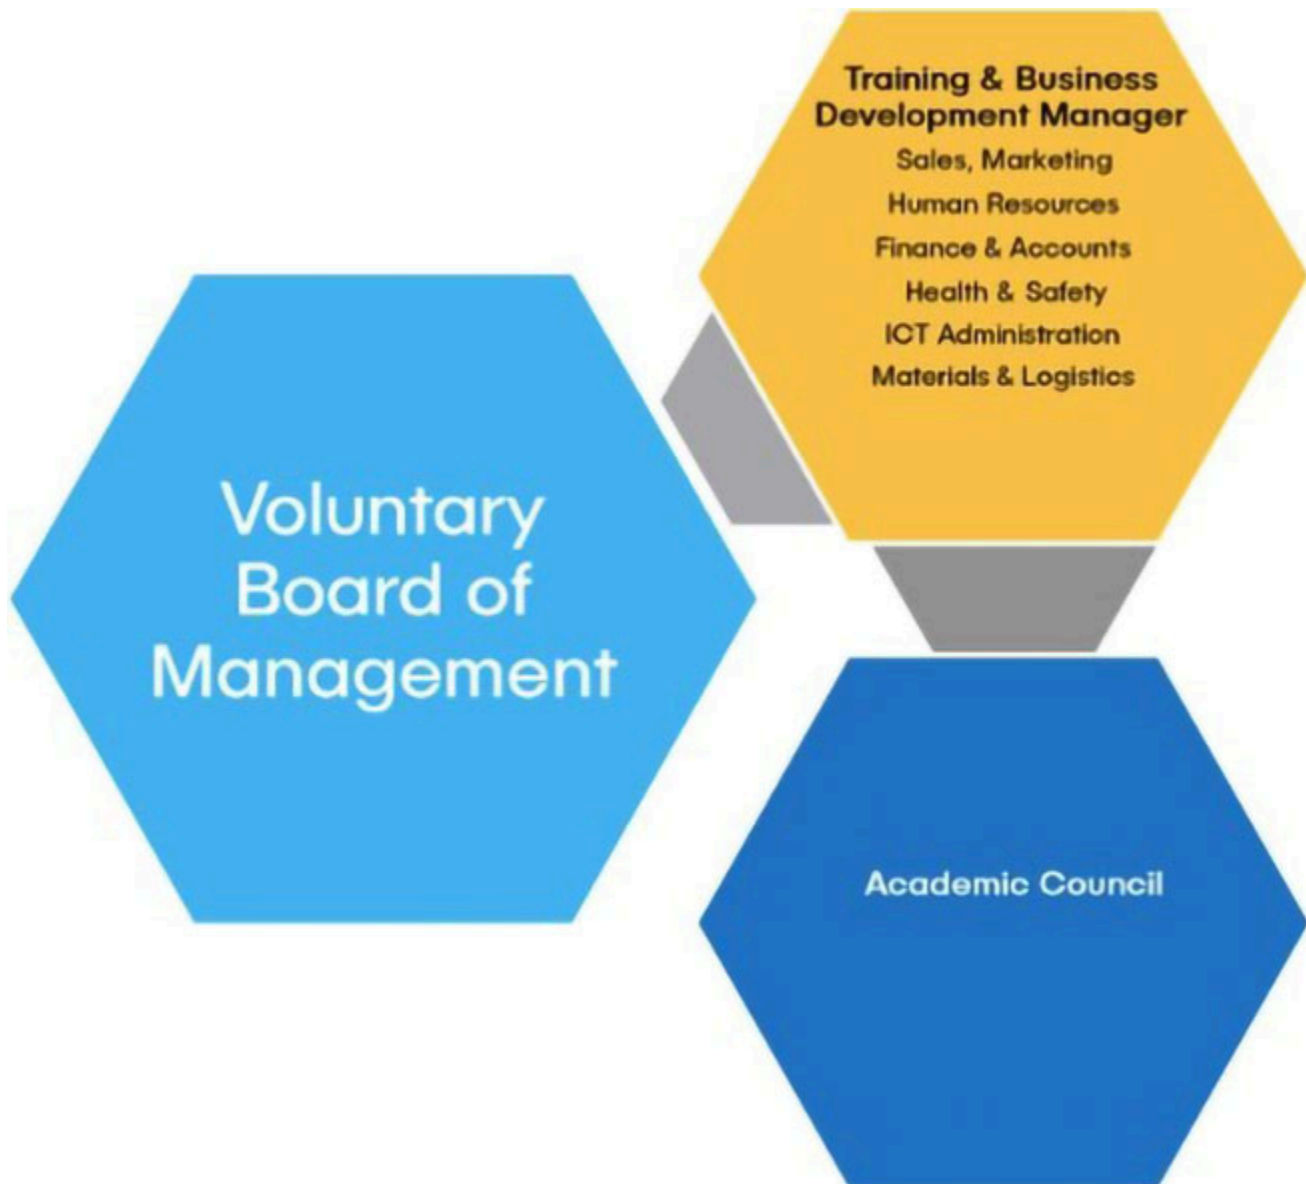 Training & Business
Development Manager
Sales, Marketing
Human Resources
Finance & Accounts
Health & Safety
ICT Administration
Materials & Logistics
Voluntary
Board of
Management
Academic Council